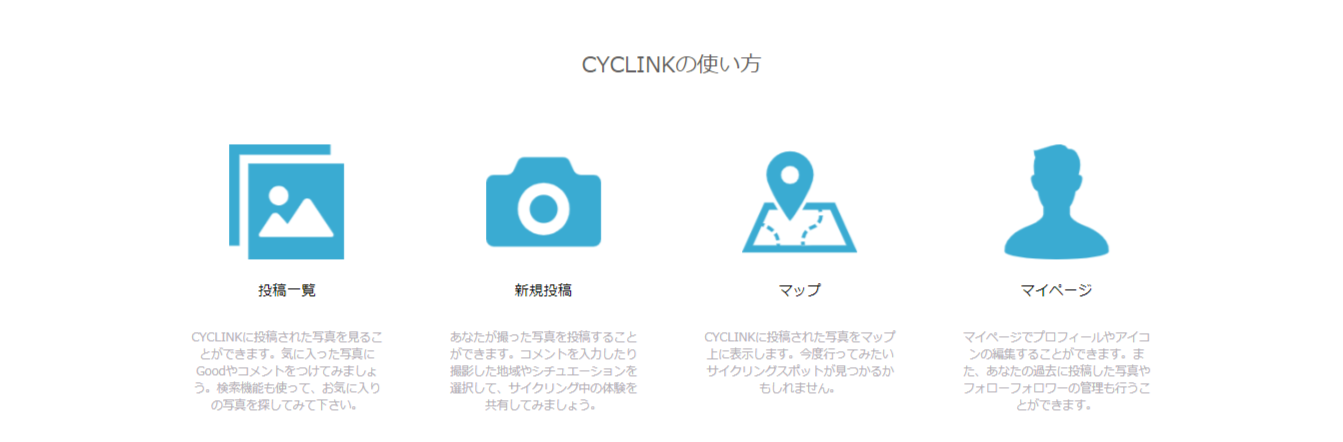 CYCLINKの使い方
投稿一覧
CYCLINKに投稿された写真を見るこ
とができます。気に入った写真に
Goodやコメントをつけてみましょ
う。検索機能も使って、お気に入り
の写真を探してみて下さい。
新規投稿
あなたが撮った写真を投稿すること
ができます。コメントを入力したり
撮影した地域やシチュエーションを
選択して、サイクリング中の体験を
共有してみましょう。
マップ
CYCLINKに投稿された写真をマップ
上に表示します。今度行ってみたい
サイクリングスポットが見つかるか
もしれません。
マイページ
マイページでプロフィールやアイコ
ンの編集することができます。ま
た、あなたの過去に投稿した写真や
フォローフォロワーの管理も行うこ
とができます。